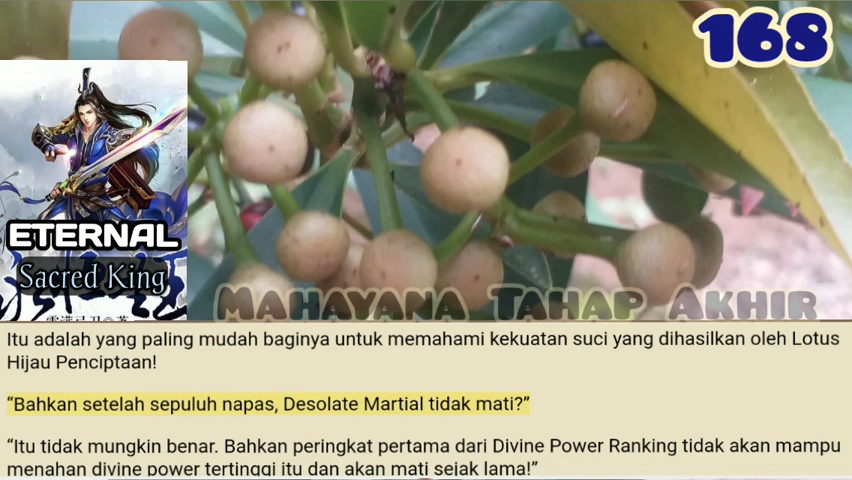 168
ETERNAL
Sacred King
MAHAYANA TAHAP AKHIR
Itu adalah yang paling mudah baginya untuk memahami kekuatan suci yang dihasilkan oleh Lotus
Hijau Penciptaan!
“Bahkan setelah sepuluh napas, Desolate Martial tidak mati?”
“Itu tidak mungkin benar. Bahkan peringkat pertama dari Divine Power Ranking tidak akan mampu
menahan divine power tertinggi itu dan akan mati sejak lama!”